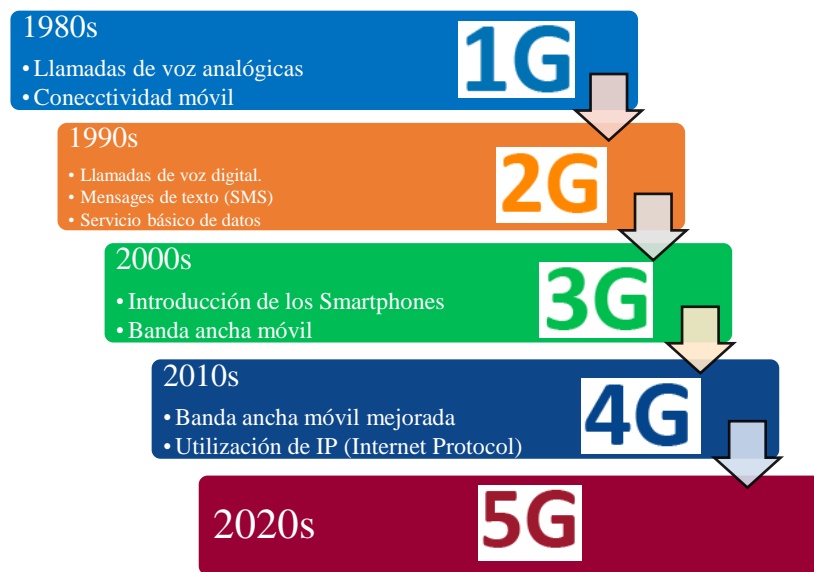 1980s
1G
• Llamadas de voz analógicas
• Conecctividad móvil
1990s
2G
• Llamadas de voz digital.
• Mensages de texto (SMS)
• Servicio básico de datos
2000s
3G
• Introducción de los Smartphones
• Banda ancha móvil
2010s
4G
• Banda ancha móvil mejorada
• Utilización de IP (Internet Protocol)
2020s
5G